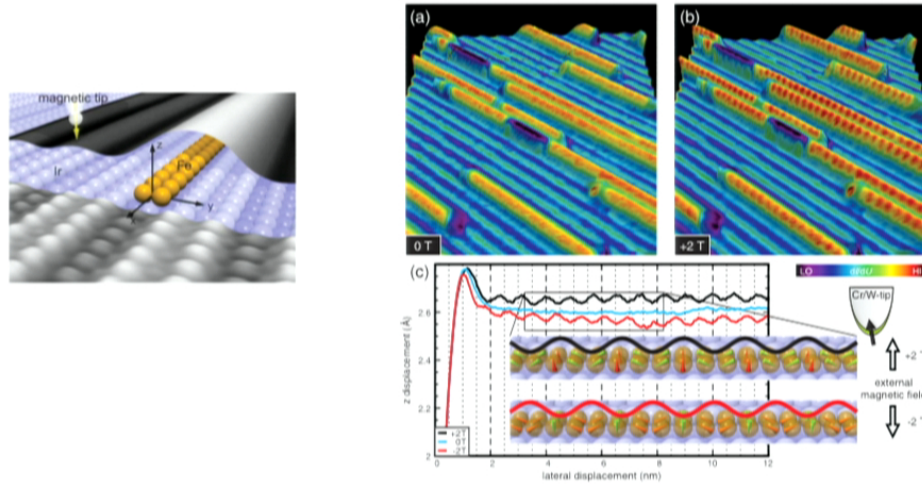 magnetic tip
Ir
Fe
Z
Y
(a)
0 T
(b)
+2 T
(c)
z displacement (Å)
2.6
2.4
2.2
2
+2T
0T
-2T
0
2
4
6
8
10
12
lateral displacement (nm)
LO
dI/dU
HI
Cr/W-tip
+2 T
external
magnetic field
-2 T